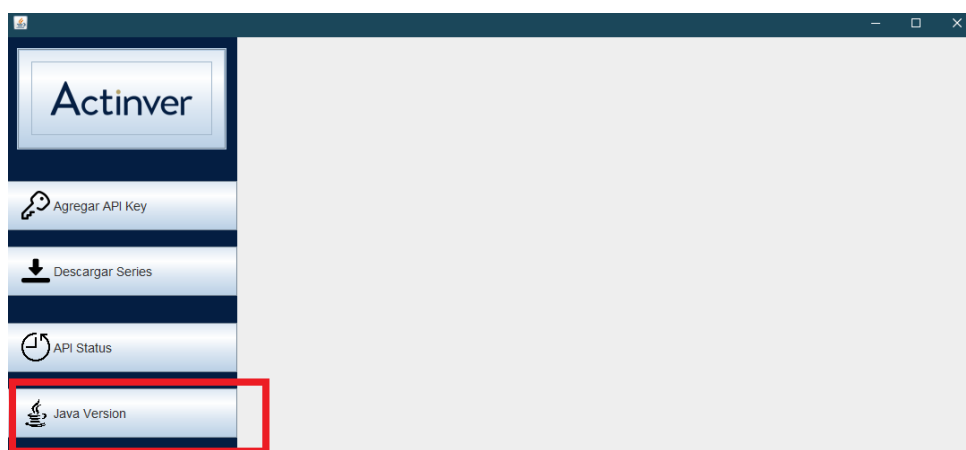 Actinver
Agregar API Key
Descargar Series
API Status
Java Version